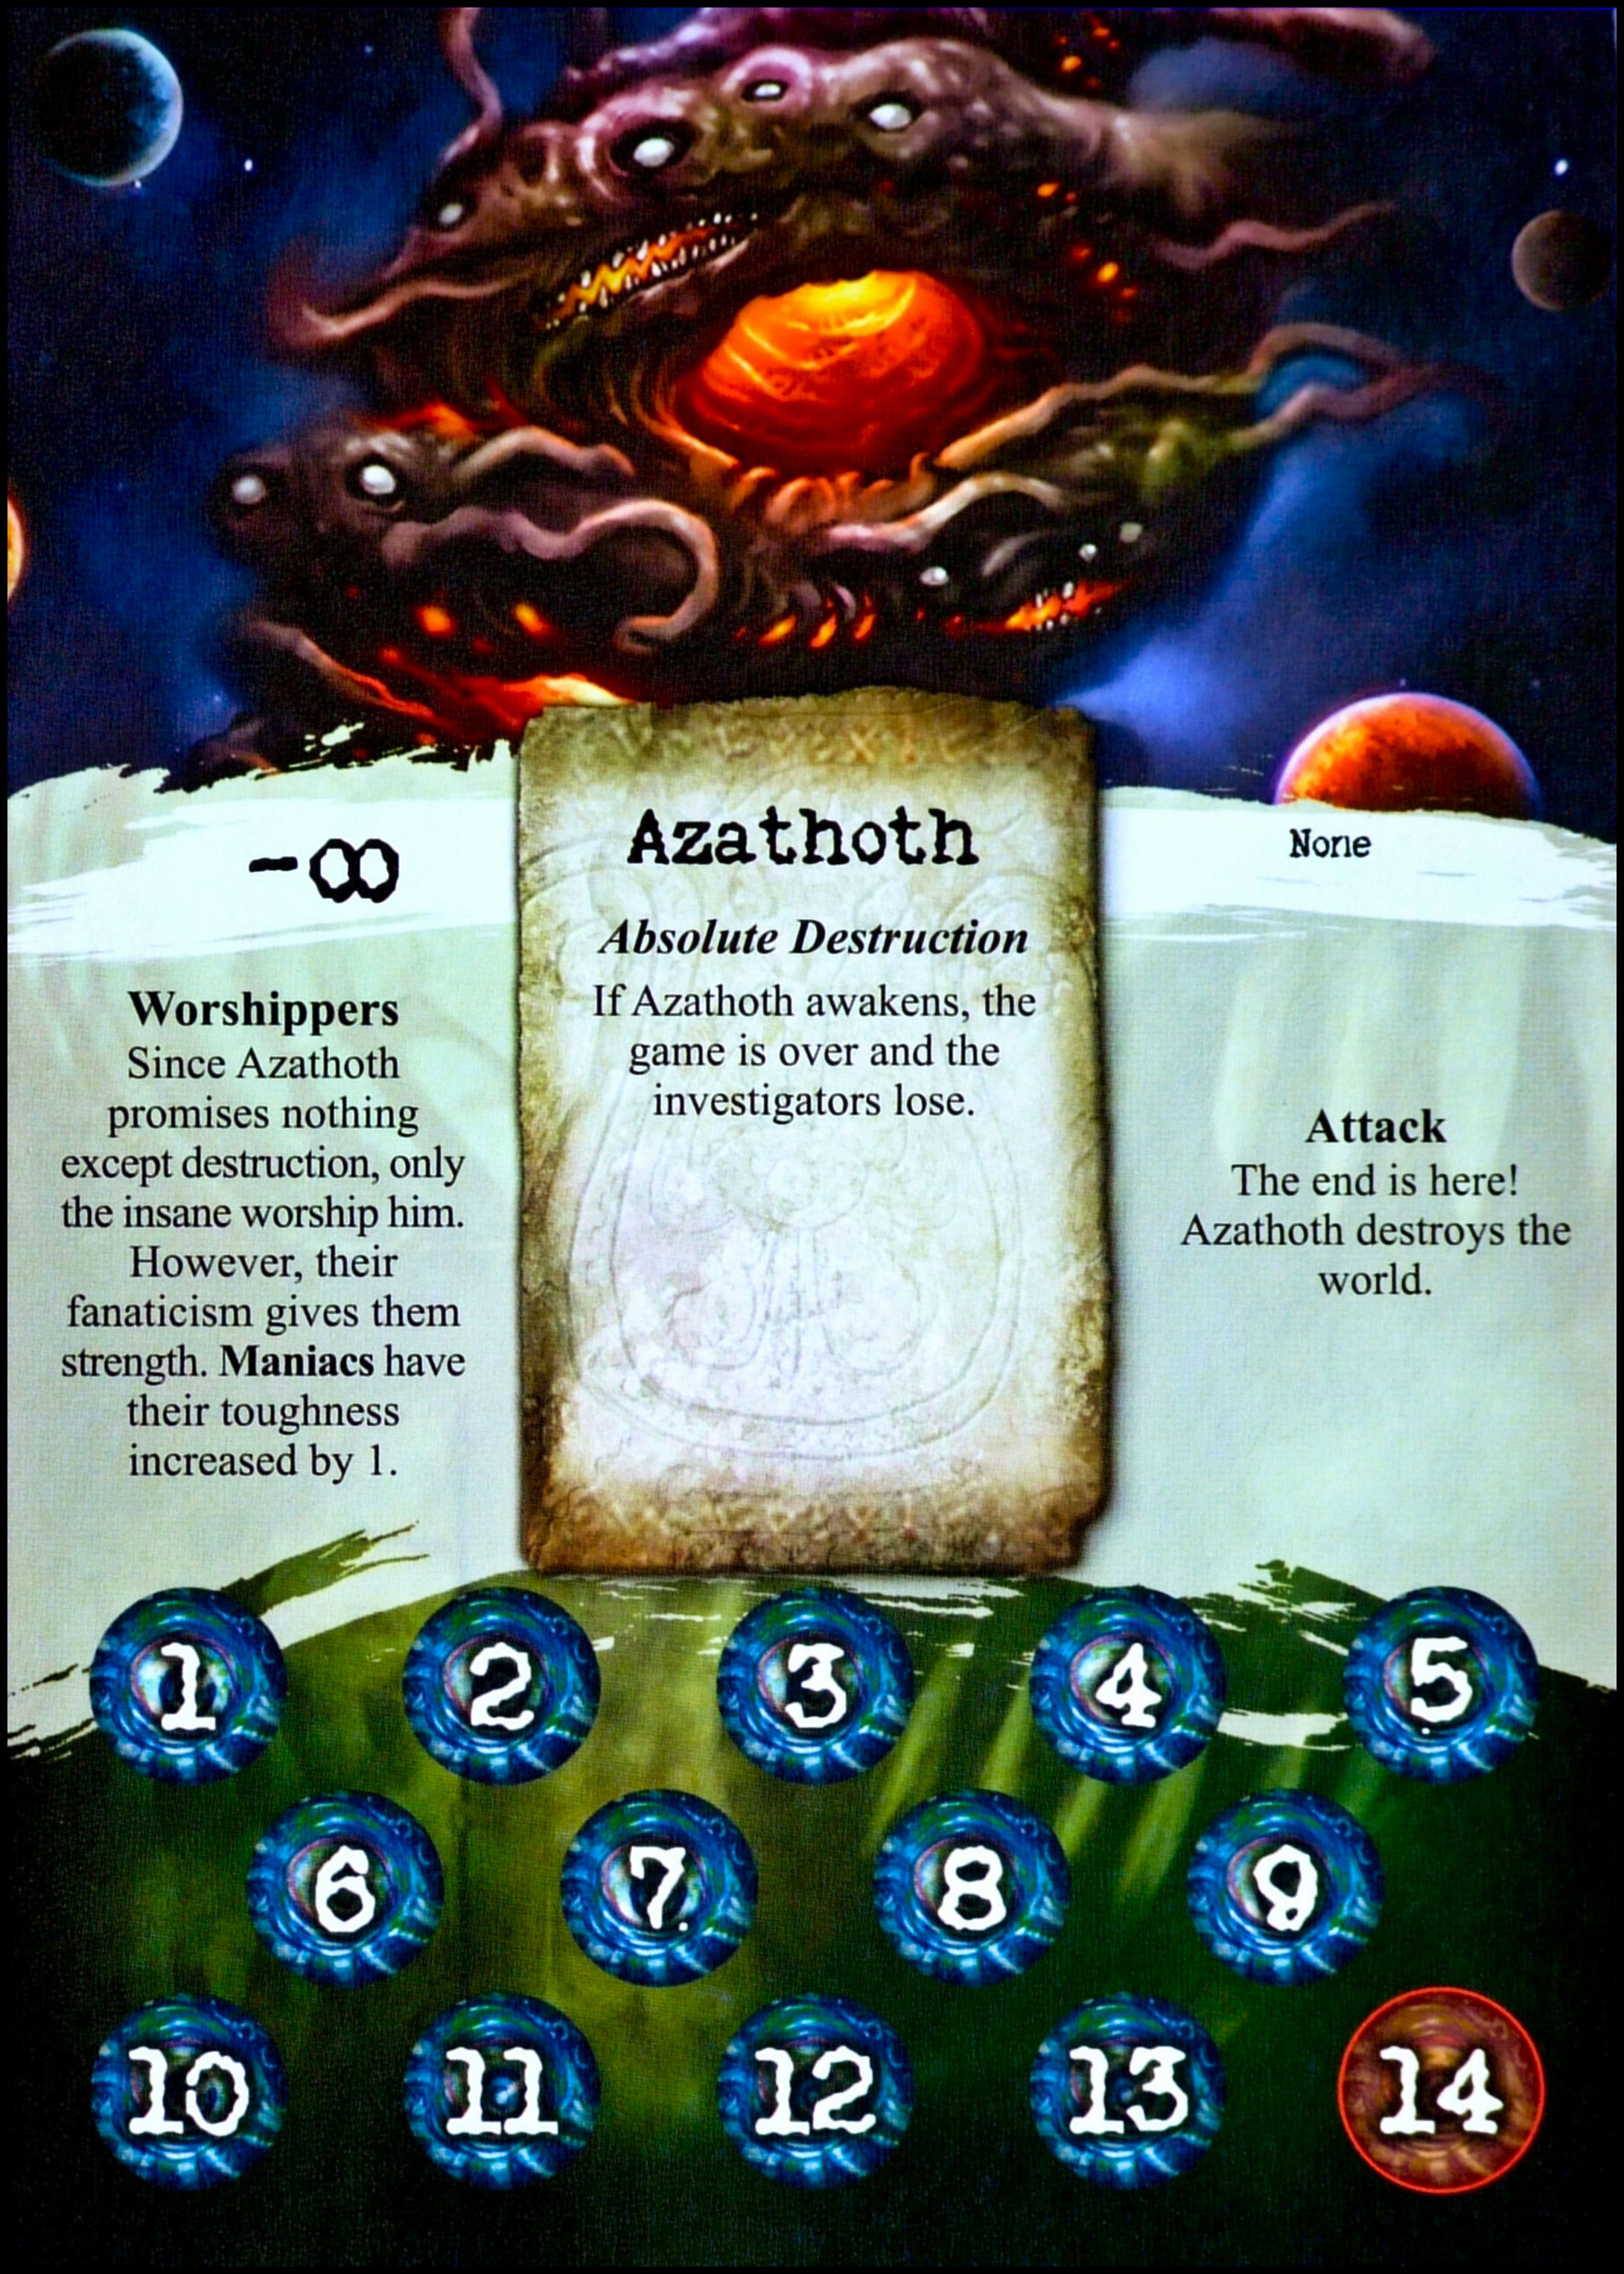 -∞
Azathoth
None
Absolute Destruction
If Azathoth awakens, the
game is over and the
investigators lose.
Worshippers
Since Azathoth
promises nothing
except destruction, only
the insane worship him.
However, their
fanaticism gives them
strength. Maniacs have
their toughness
increased by 1.
Attack
The end is here!
Azathoth destroys the
world.
1 2 3 4 5
6 7. 8 9
10 11 12 13 14